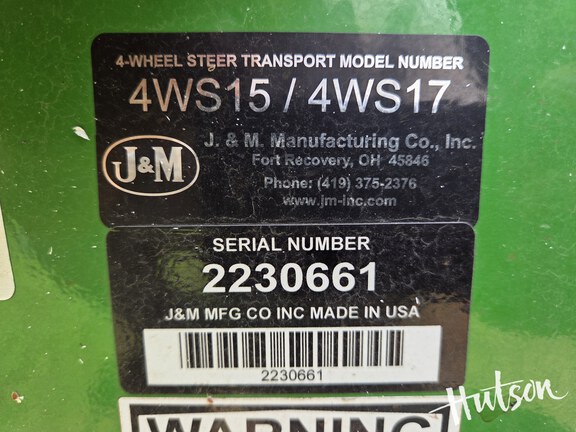 4-WHEEL STEER TRANSPORT MODEL NUMBER
4WS15 / 4WS17
J&M
J. & M. Manufacturing Co., Inc.
Fort Recovery, OH 45846
Phone: (419) 375-2376
www.jm-inc.com
SERIAL NUMBER
2230661
J&M MFG CO INC MADE IN USA
2230661
WARNING
Hutson